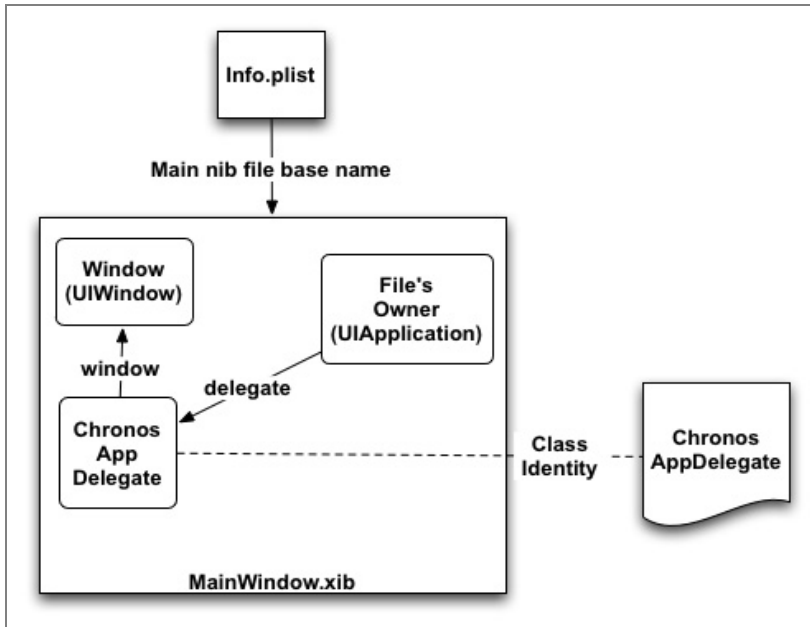 Info.plist
Main nib file base name
Window
(UIWindow)
File's
Owner
(UIApplication)
window
delegate
Chronos
App
Delegate
Class
Identity
Chronos
AppDelegate
MainWindow.xib